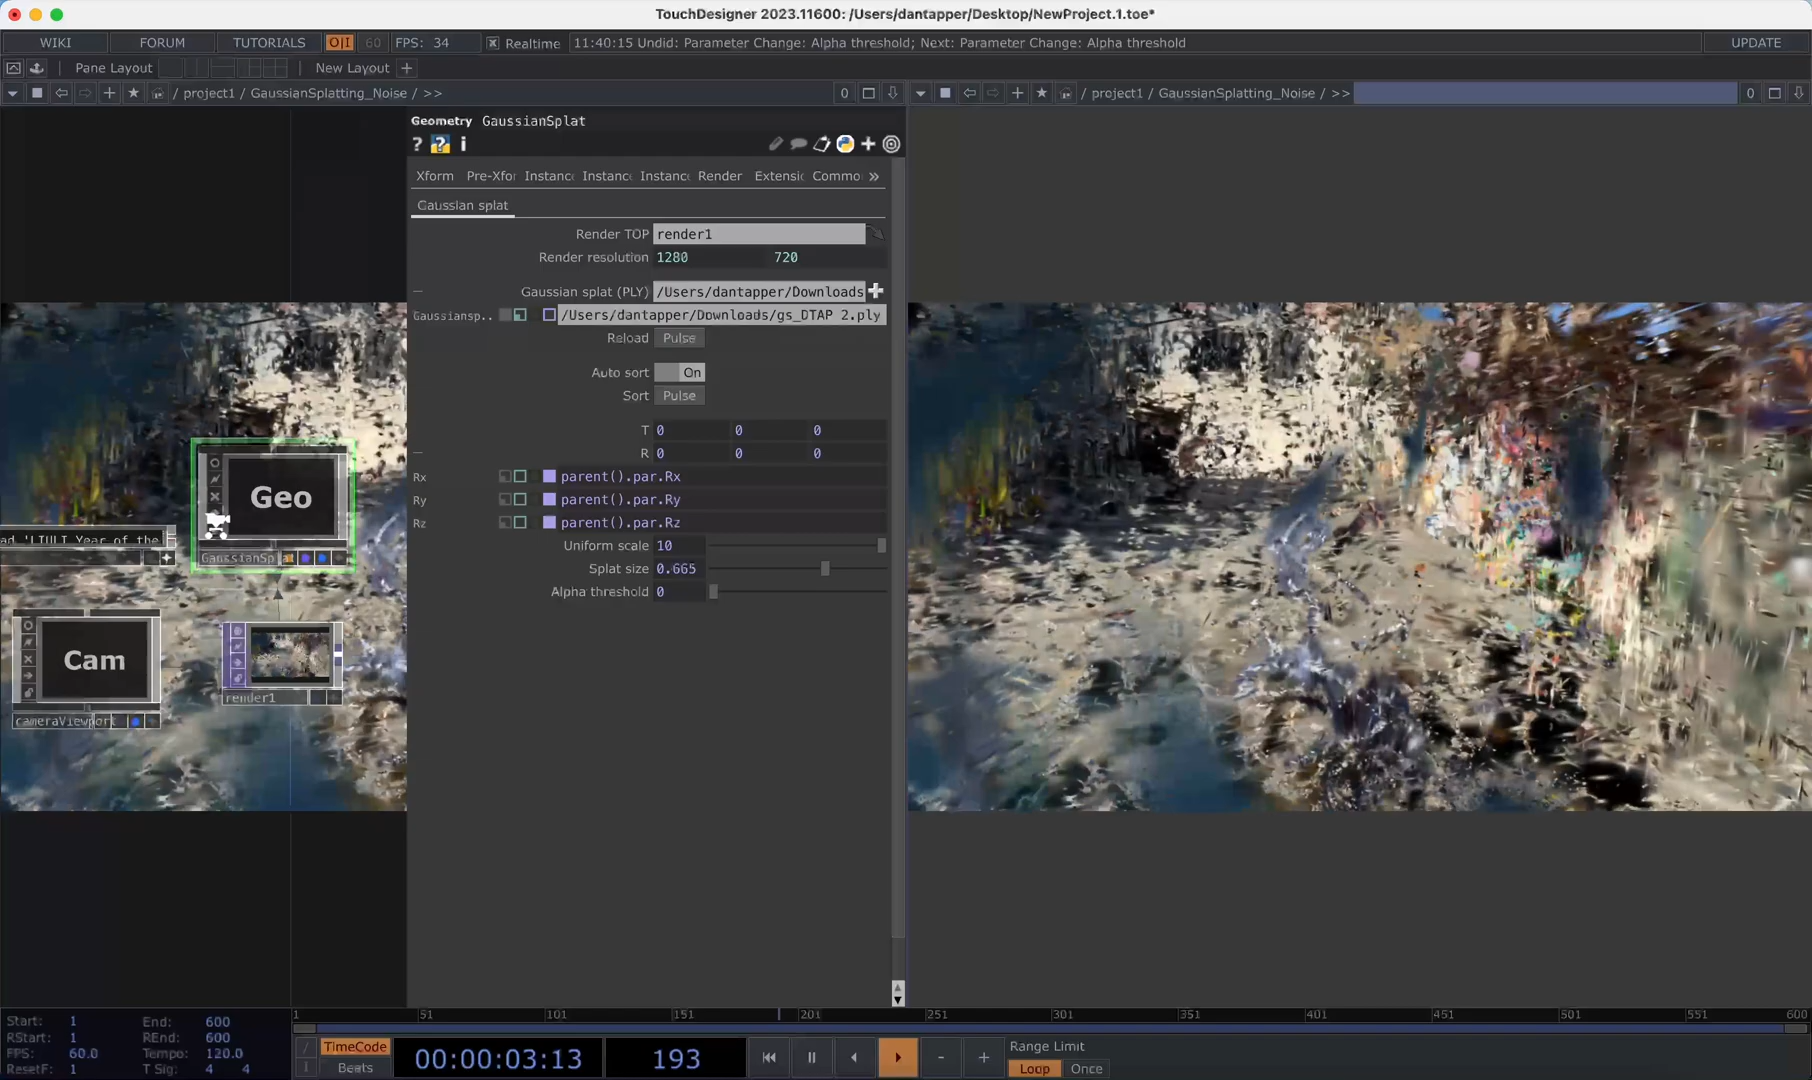 TouchDesigner 2023.11600: /Users/dantapper/Desktop/NewProject.1.toe*
WIKI FORUM TUTORIALS O|I 60 FPS: 34 Realtime 11:40:15 Undid: Parameter Change: Alpha threshold; Next: Parameter Change: Alpha threshold UPDATE
Pane Layout New Layout +
/ project1 / GaussianSplatting_Noise / >> 0
/ project1 / GaussianSplatting_Noise / >> 0
Geometry GaussianSplat
? ? i
Xform Pre-Xfo Instanc Instanc Instanc Render Extensi Commo »
Gaussian splat
Render TOP render1
Render resolution 1280 720
Gaussian splat (PLY) /Users/dantapper/Downloads
Gaussiansp.. /Users/dantapper/Downloads/gs_DTAP 2.ply
Reload Pulse
Auto sort On
Sort Pulse
T 0 0 0
R 0 0 0
Rx parent().par.Rx
Ry parent().par.Ry
Rz parent().par.Rz
Uniform scale 10
Splat size 0.665
Alpha threshold 0
Geo
ad 'LIULI Year of the
GaussianSplat
Cam
cameraViewport
render1
Start: 1 End: 600
RStart: 1 REnd: 600
FPS: 60.0 Tempo: 120.0
ResetF: 1 T Sig: 4 4
1 51 101 151 201 251 301 351 401 451 501 551 600
TimeCode
Beats
00:00:03:13
193
- +
Range Limit
Loop Once